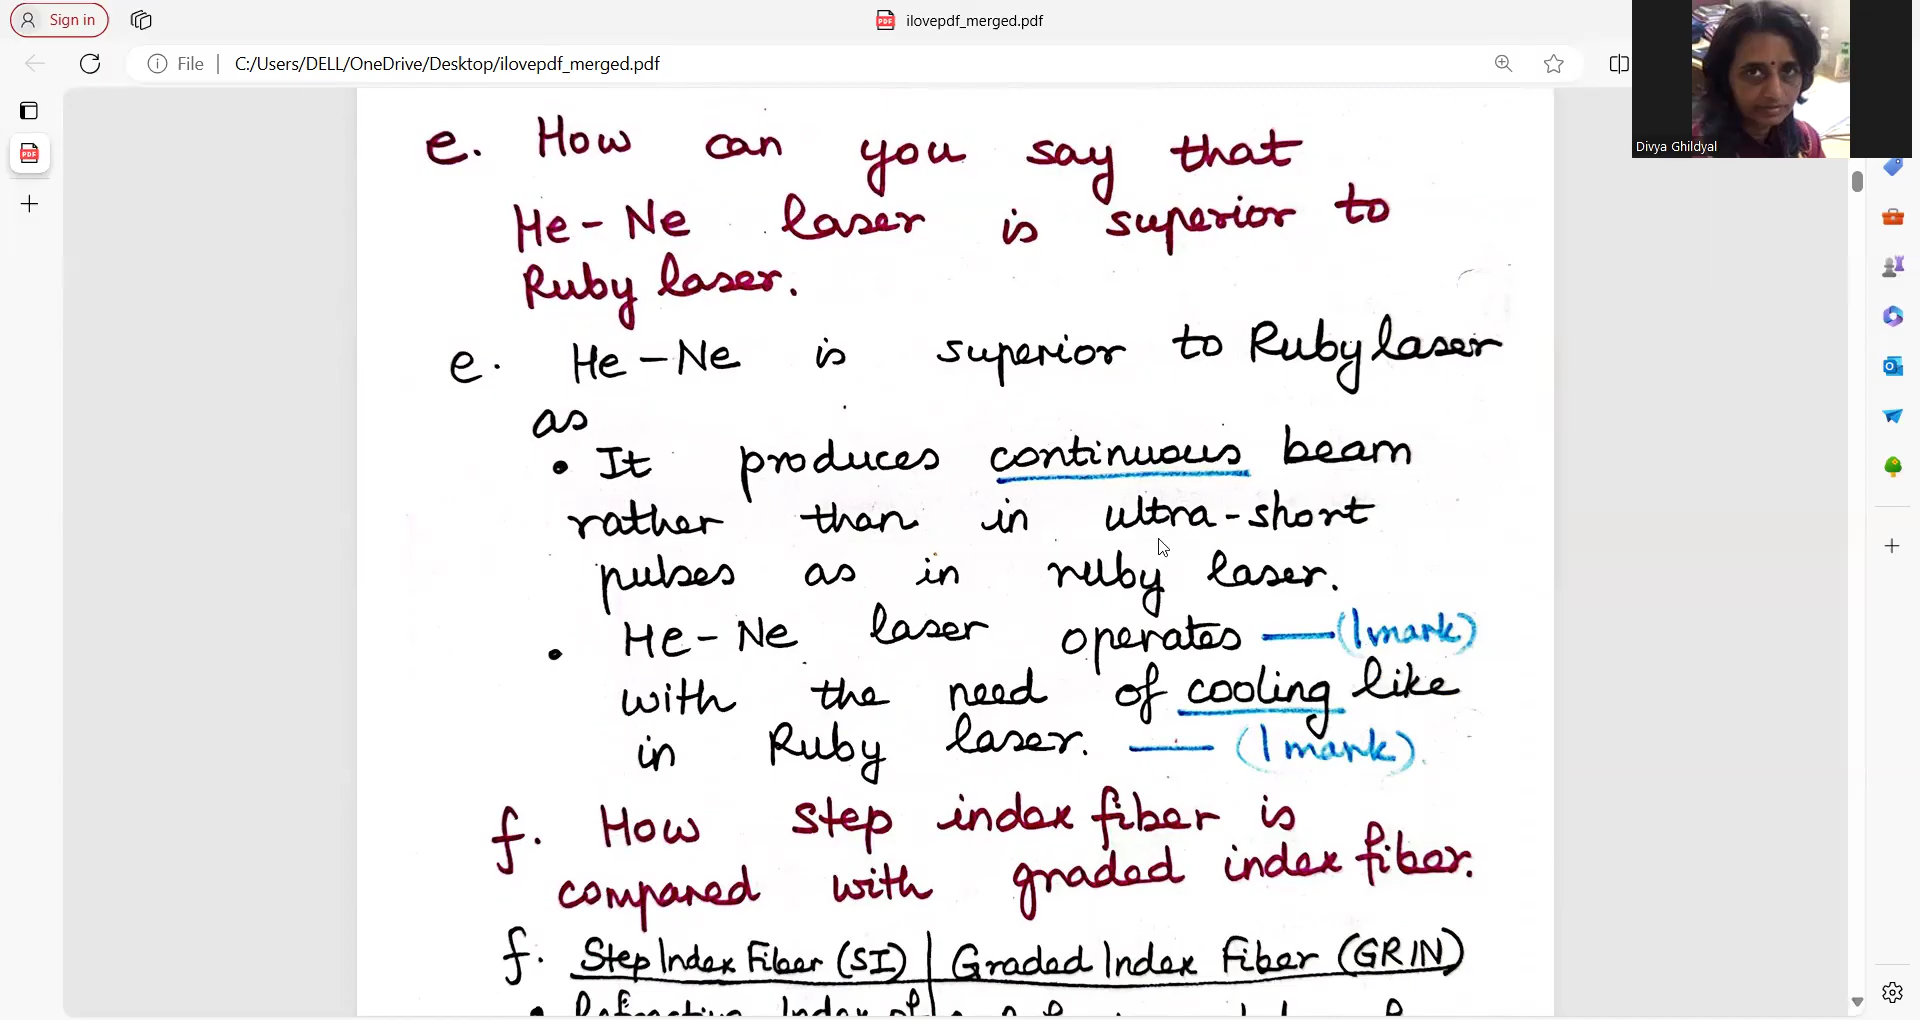 Sign in
ilovepdf_merged.pdf
File
C:/Users/DELL/OneDrive/Desktop/ilovepdf_merged.pdf
Divya Ghildyal
e. How can you say that
He-Ne laser is superior to
Ruby laser.
e. He-Ne is superior to Ruby laser
as
• It produces continuous beam
rather than in ultra-short
pulses as in ruby laser.
• He-Ne laser operates — (1 mark)
with the need of cooling like
in Ruby laser. — (1 mark)
f. How step index fiber is
compared with graded index fiber.
f. Step Index Fiber (SI) | Graded Index Fiber (GRIN)
• Refractive Index of